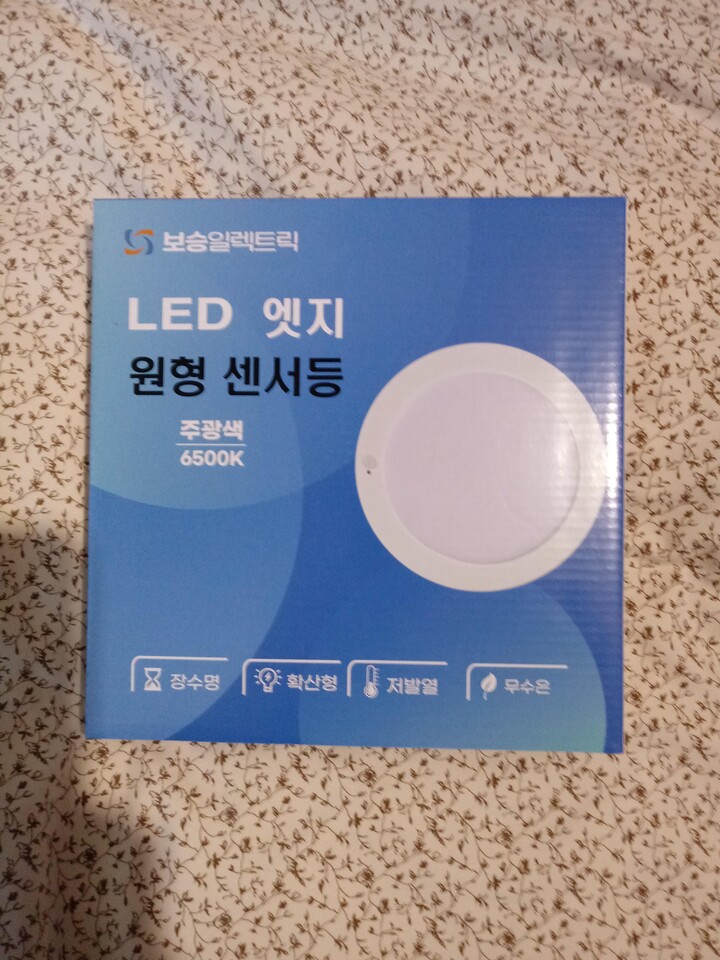 보승일렉트릭
LED 엣지
원형 센서등
주광색
6500K
장수명 확산형 저발열 무수은